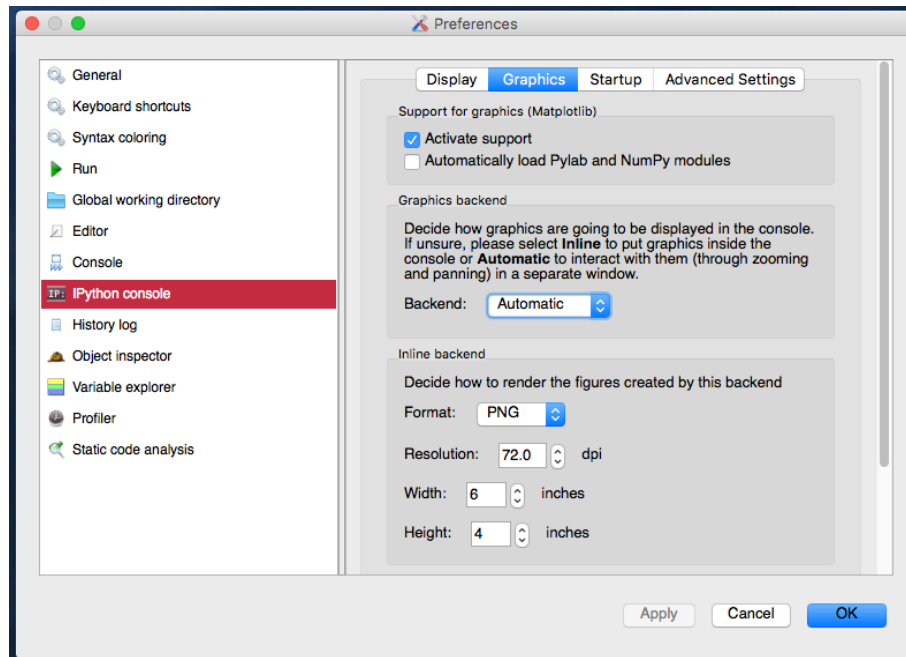 Preferences
General
Keyboard shortcuts
Syntax coloring
Run
Global working directory
Editor
Console
IP: IPython console
History log
Object inspector
Variable explorer
Profiler
Static code analysis
Display Graphics Startup Advanced Settings
Support for graphics (Matplotlib)
Activate support
Automatically load Pylab and NumPy modules
Graphics backend
Decide how graphics are going to be displayed in the console.
If unsure, please select Inline to put graphics inside the
console or Automatic to interact with them (through zooming
and panning) in a separate window.
Backend: Automatic
Inline backend
Decide how to render the figures created by this backend
Format: PNG
Resolution: 72.0 dpi
Width: 6 inches
Height: 4 inches
Apply Cancel OK